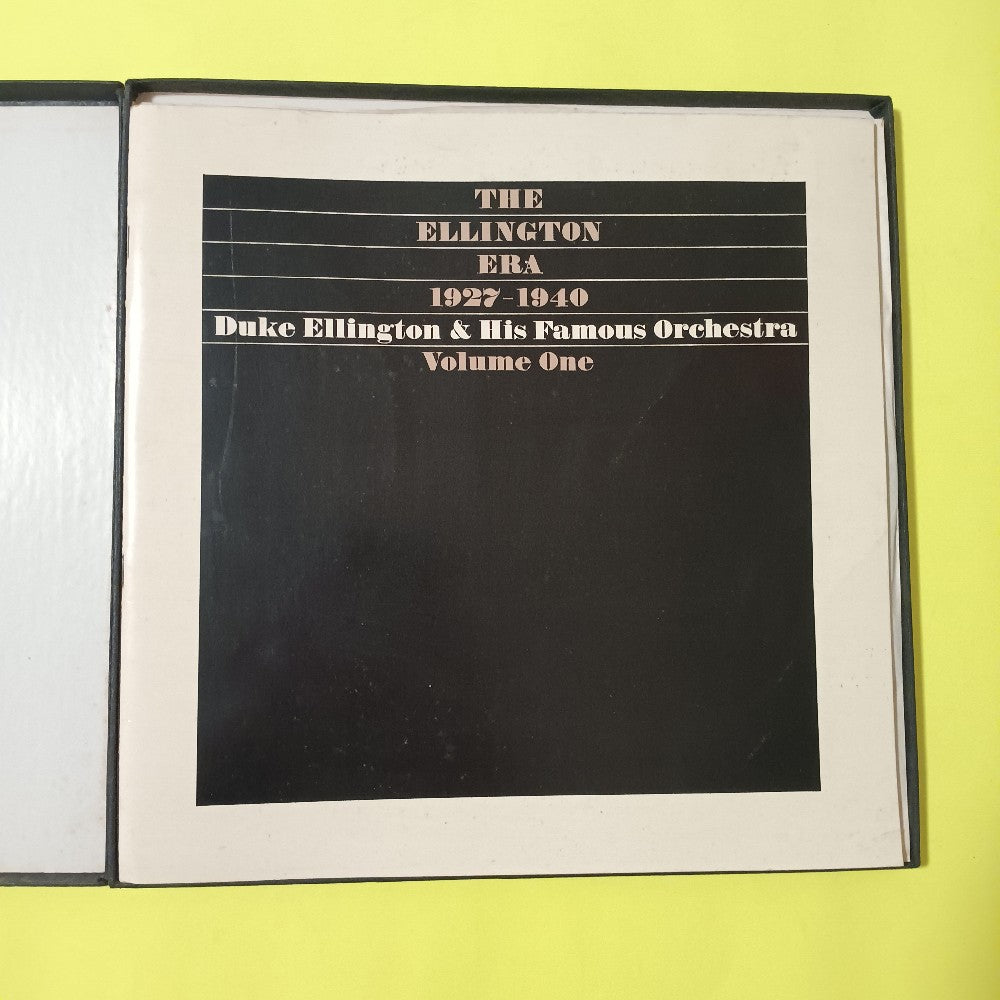 THE
ELLINGTON
ERA
1927-1940
Duke Ellington & His Famous Orchestra
Volume One